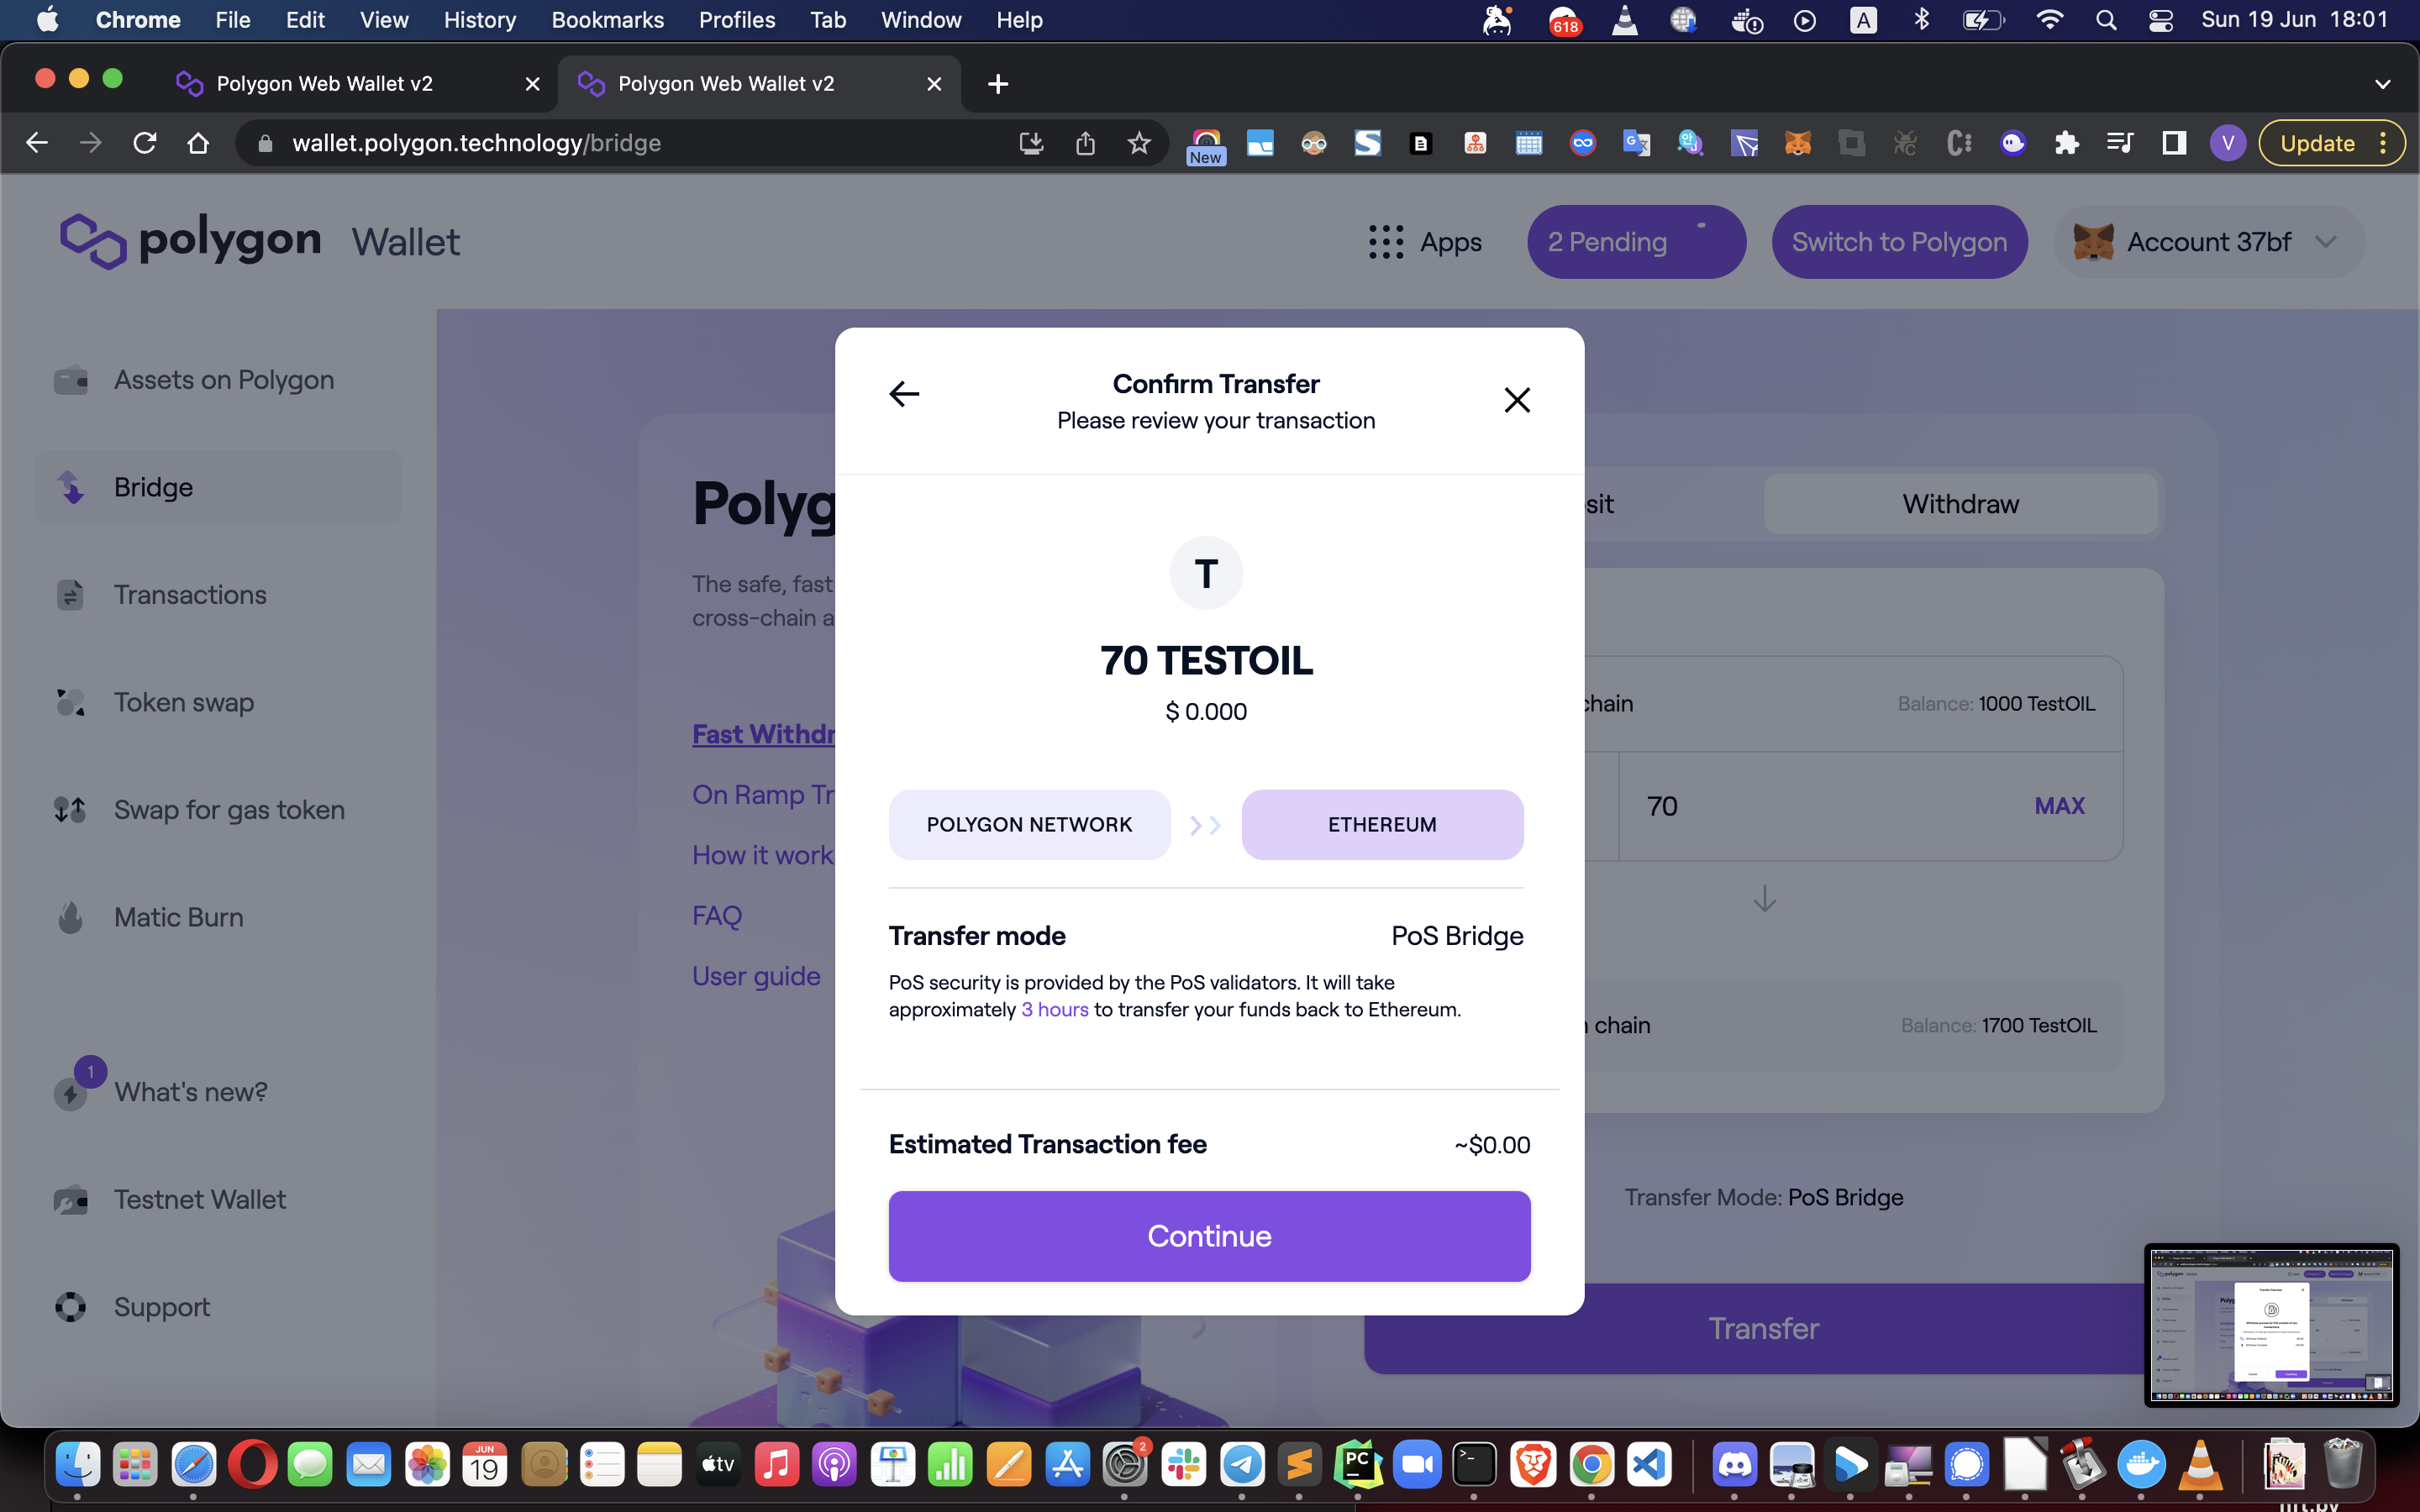 Chrome File Edit View History Bookmarks Profiles Tab Window Help
618 A Sun 19 Jun 18:01
Polygon Web Wallet v2
Polygon Web Wallet v2
wallet.polygon.technology/bridge
New
V
Update
polygon Wallet
Apps
2 Pending
Switch to Polygon
Account 37bf
Assets on Polygon
Bridge
Transactions
Token swap
Swap for gas token
Matic Burn
1
What's new?
Testnet Wallet
Support
Polyg
The safe, fast
cross-chain a
Fast Withdr
On Ramp Tr
How it work
FAQ
User guide
Confirm Transfer
Please review your transaction
T
70 TESTOIL
$ 0.000
POLYGON NETWORK
ETHEREUM
Transfer mode PoS Bridge
PoS security is provided by the PoS validators. It will take
approximately 3 hours to transfer your funds back to Ethereum.
Estimated Transaction fee ~$0.00
Continue
sit
Withdraw
chain
Balance: 1000 TestOIL
70
MAX
chain
Balance: 1700 TestOIL
Transfer Mode: PoS Bridge
Transfer
JUN
19
tv
2
PC
nft.by